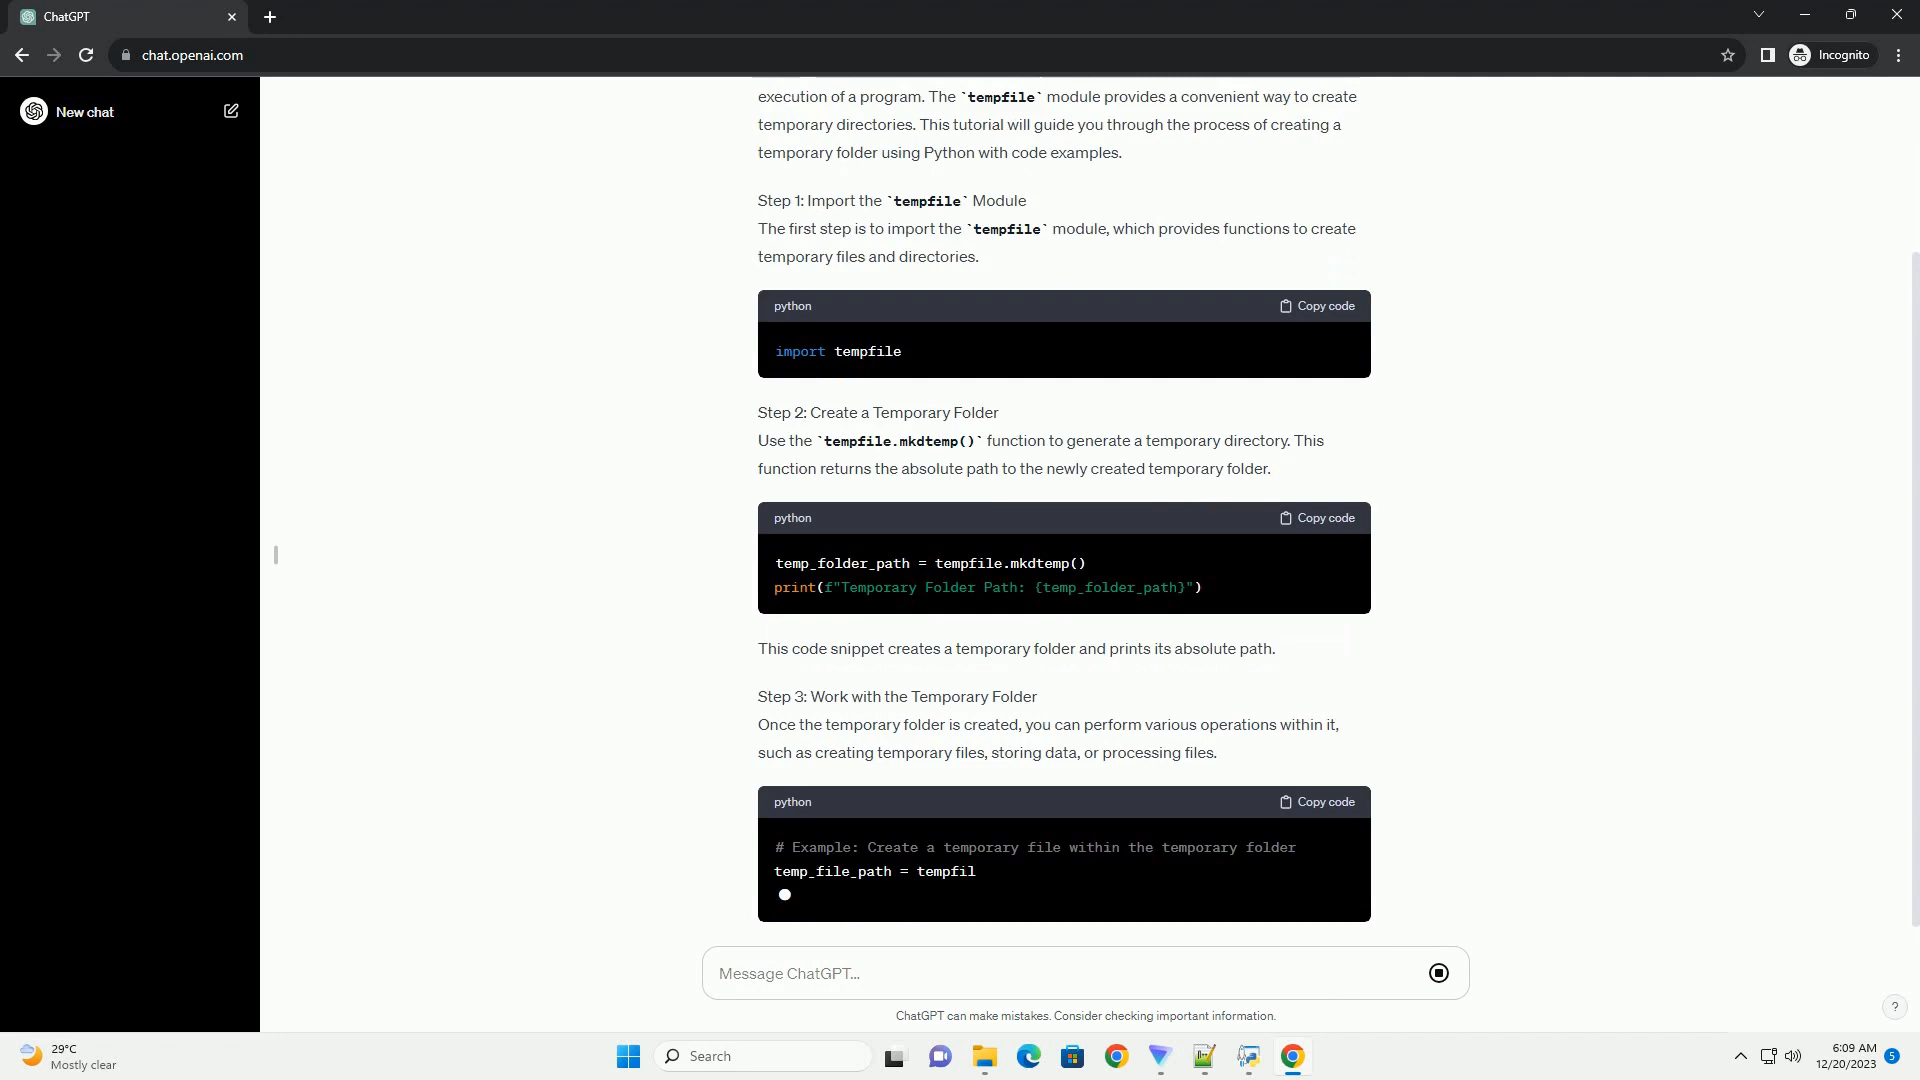 ChatGPT
chat.openai.com
Incognito
New chat
execution of a program. The `tempfile` module provides a convenient way to create
temporary directories. This tutorial will guide you through the process of creating a
temporary folder using Python with code examples.
Step 1: Import the `tempfile` Module
The first step is to import the `tempfile` module, which provides functions to create
temporary files and directories.
python
Copy code
import tempfile
Step 2: Create a Temporary Folder
Use the `tempfile.mkdtemp()` function to generate a temporary directory. This
function returns the absolute path to the newly created temporary folder.
python
Copy code
temp_folder_path = tempfile.mkdtemp()
print(f"Temporary Folder Path: {temp_folder_path}")
This code snippet creates a temporary folder and prints its absolute path.
Step 3: Work with the Temporary Folder
Once the temporary folder is created, you can perform various operations within it,
such as creating temporary files, storing data, or processing files.
python
Copy code
# Example: Create a temporary file within the temporary folder
temp_file_path = tempfil
Message ChatGPT...
ChatGPT can make mistakes. Consider checking important information.
?
29°C
Mostly clear
Search
6:09 AM
12/20/2023
5